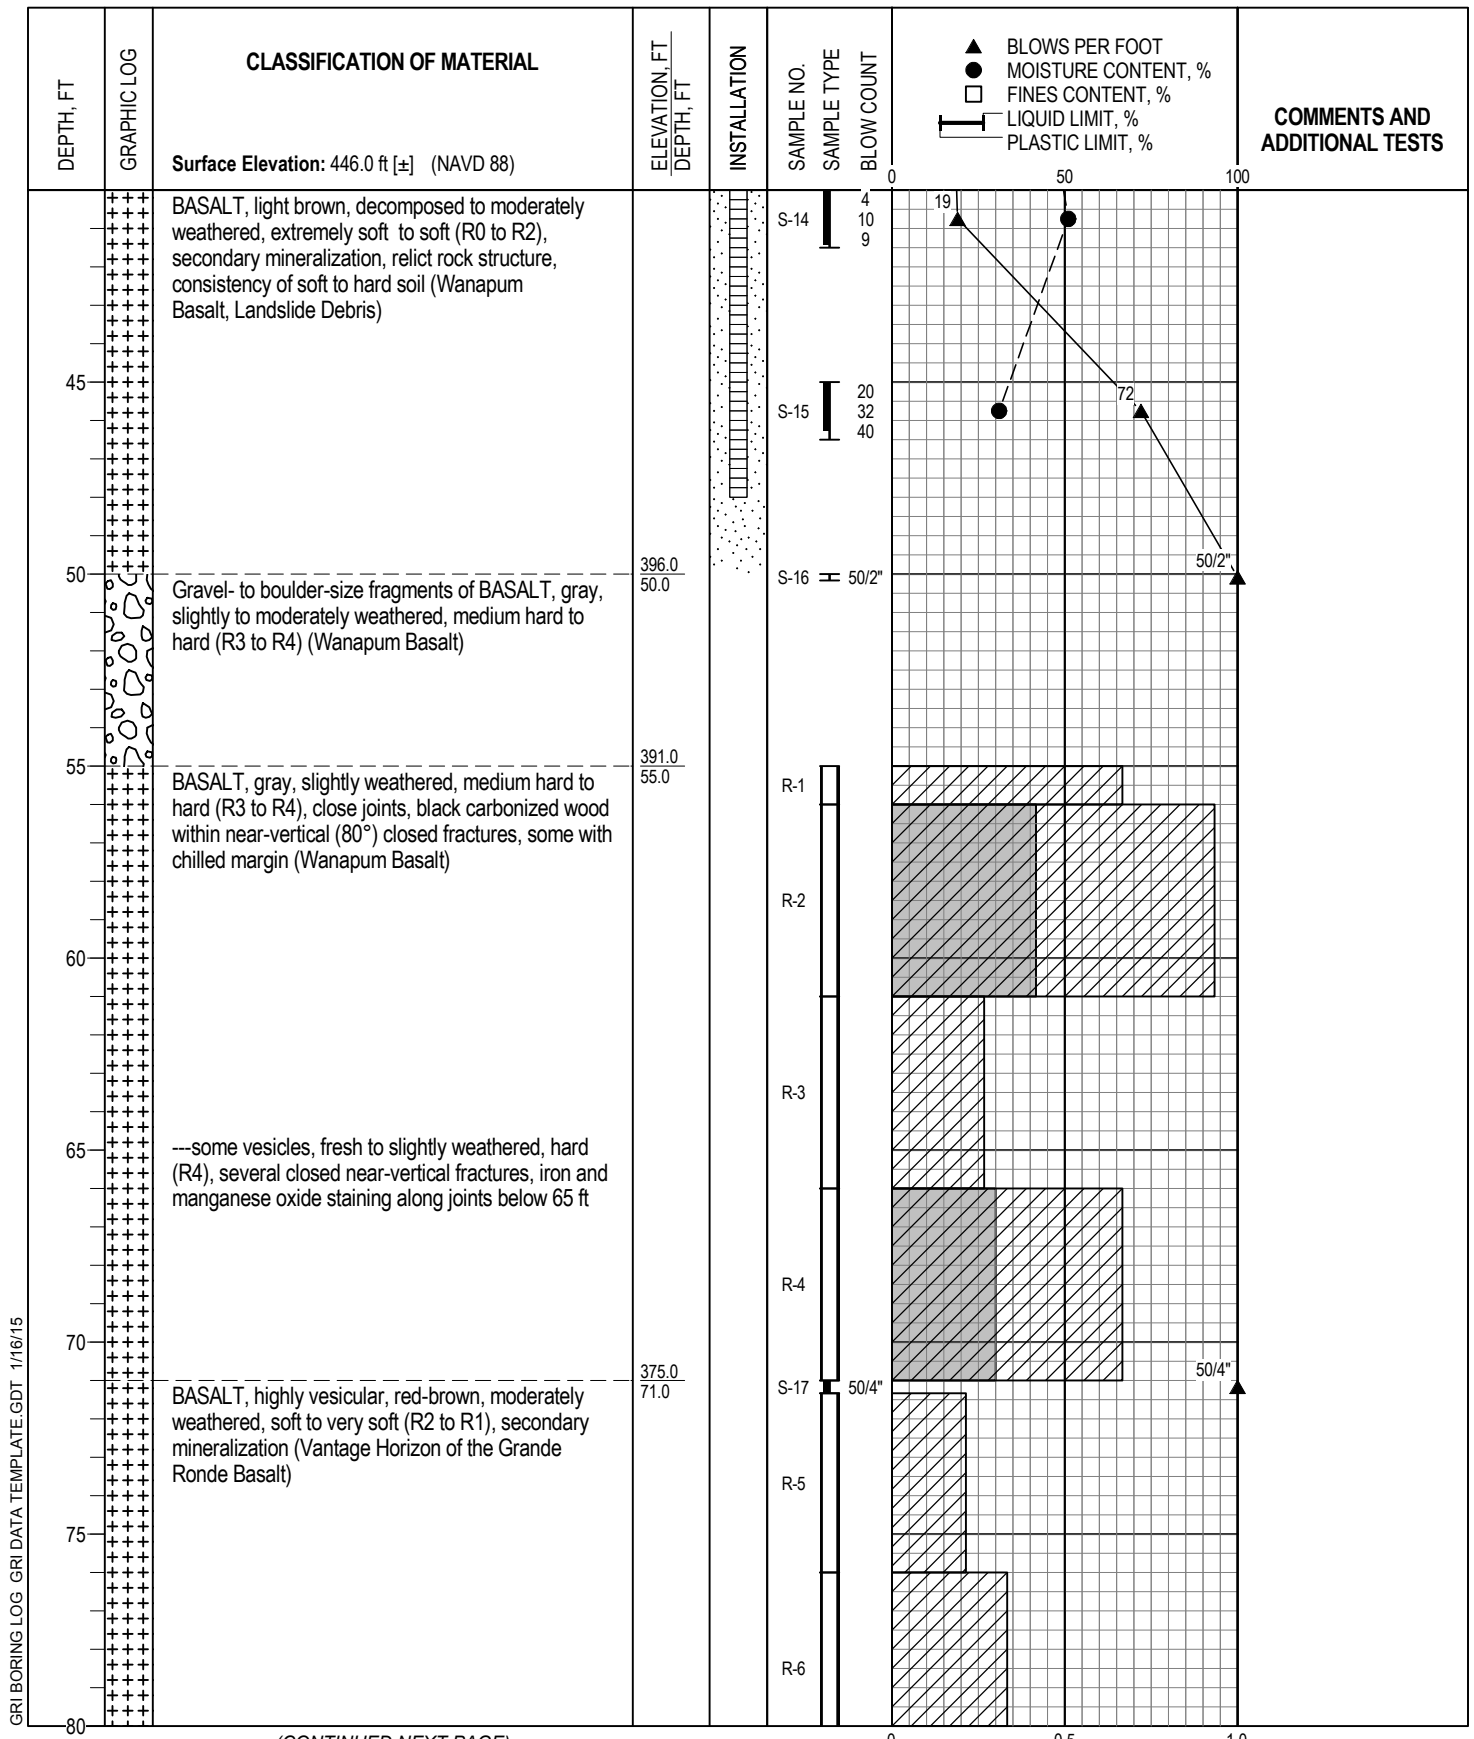 DEPTH, FT
GRAPHIC LOG
CLASSIFICATION OF MATERIAL
Surface Elevation: 446.0 ft [±] (NAVD 88)
ELEVATION, FT
DEPTH, FT
INSTALLATION
SAMPLE NO.
SAMPLE TYPE
BLOW COUNT
BLOWS PER FOOT
MOISTURE CONTENT, %
FINES CONTENT, %
LIQUID LIMIT, %
PLASTIC LIMIT, %
0 50 100
COMMENTS AND
ADDITIONAL TESTS
BASALT, light brown, decomposed to moderately
weathered, extremely soft to soft (R0 to R2),
secondary mineralization, relict rock structure,
consistency of soft to hard soil (Wanapum
Basalt, Landslide Debris)
S-14
4
10
9
19
45
S-15
20
32
40
72
50
396.0
50.0
S-16
50/2"
50/2"
Gravel- to boulder-size fragments of BASALT, gray,
slightly to moderately weathered, medium hard to
hard (R3 to R4) (Wanapum Basalt)
55
391.0
55.0
BASALT, gray, slightly weathered, medium hard to
hard (R3 to R4), close joints, black carbonized wood
within near-vertical (80°) closed fractures, some with
chilled margin (Wanapum Basalt)
R-1
R-2
60
R-3
65
---some vesicles, fresh to slightly weathered, hard
(R4), several closed near-vertical fractures, iron and
manganese oxide staining along joints below 65 ft
R-4
70
375.0
71.0
S-17
50/4"
50/4"
BASALT, highly vesicular, red-brown, moderately
weathered, soft to very soft (R2 to R1), secondary
mineralization (Vantage Horizon of the Grande
Ronde Basalt)
R-5
75
R-6
80
GRI BORING LOG GRI DATA TEMPLATE.GDT 1/16/15
(CONTINUED NEXT PAGE)
0 0.5 1.0